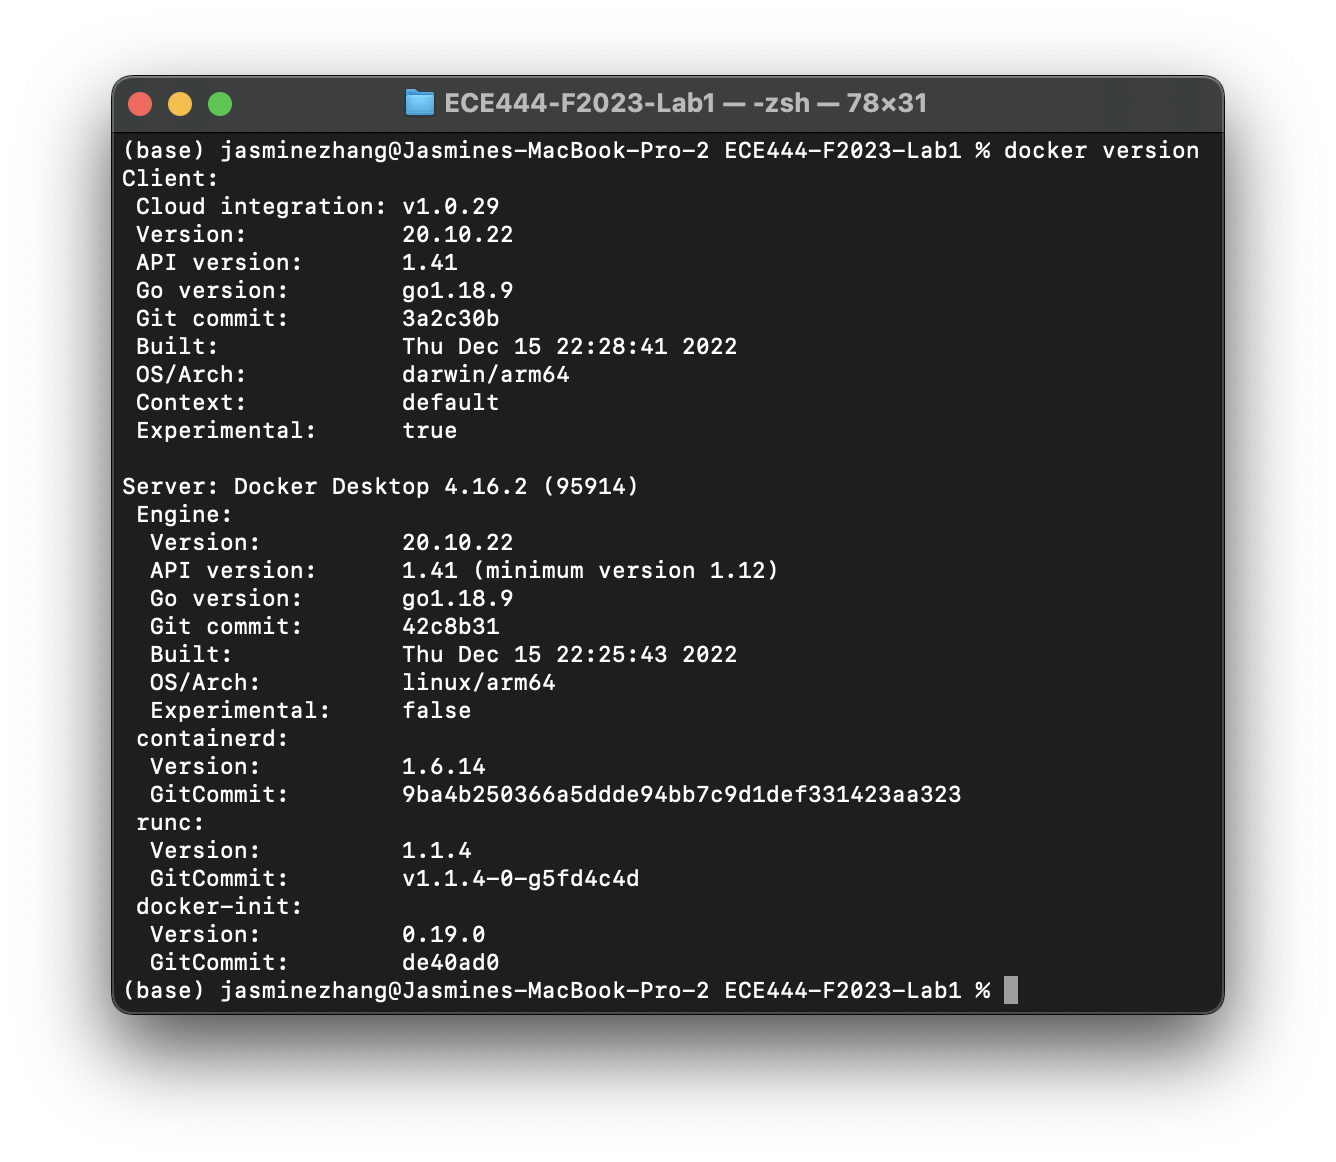 ECE444-F2023-Lab1 — -zsh — 78×31
(base) jasminezhang@Jasmines-MacBook-Pro-2 ECE444-F2023-Lab1 % docker version
Client:
 Cloud integration: v1.0.29
 Version:           20.10.22
 API version:       1.41
 Go version:        go1.18.9
 Git commit:        3a2c30b
 Built:             Thu Dec 15 22:28:41 2022
 OS/Arch:           darwin/arm64
 Context:           default
 Experimental:      true

Server: Docker Desktop 4.16.2 (95914)
 Engine:
  Version:          20.10.22
  API version:      1.41 (minimum version 1.12)
  Go version:       go1.18.9
  Git commit:       42c8b31
  Built:            Thu Dec 15 22:25:43 2022
  OS/Arch:          linux/arm64
  Experimental:     false
 containerd:
  Version:          1.6.14
  GitCommit:        9ba4b250366a5ddde94bb7c9d1def331423aa323
 runc:
  Version:          1.1.4
  GitCommit:        v1.1.4-0-g5fd4c4d
 docker-init:
  Version:          0.19.0
  GitCommit:        de40ad0
(base) jasminezhang@Jasmines-MacBook-Pro-2 ECE444-F2023-Lab1 %